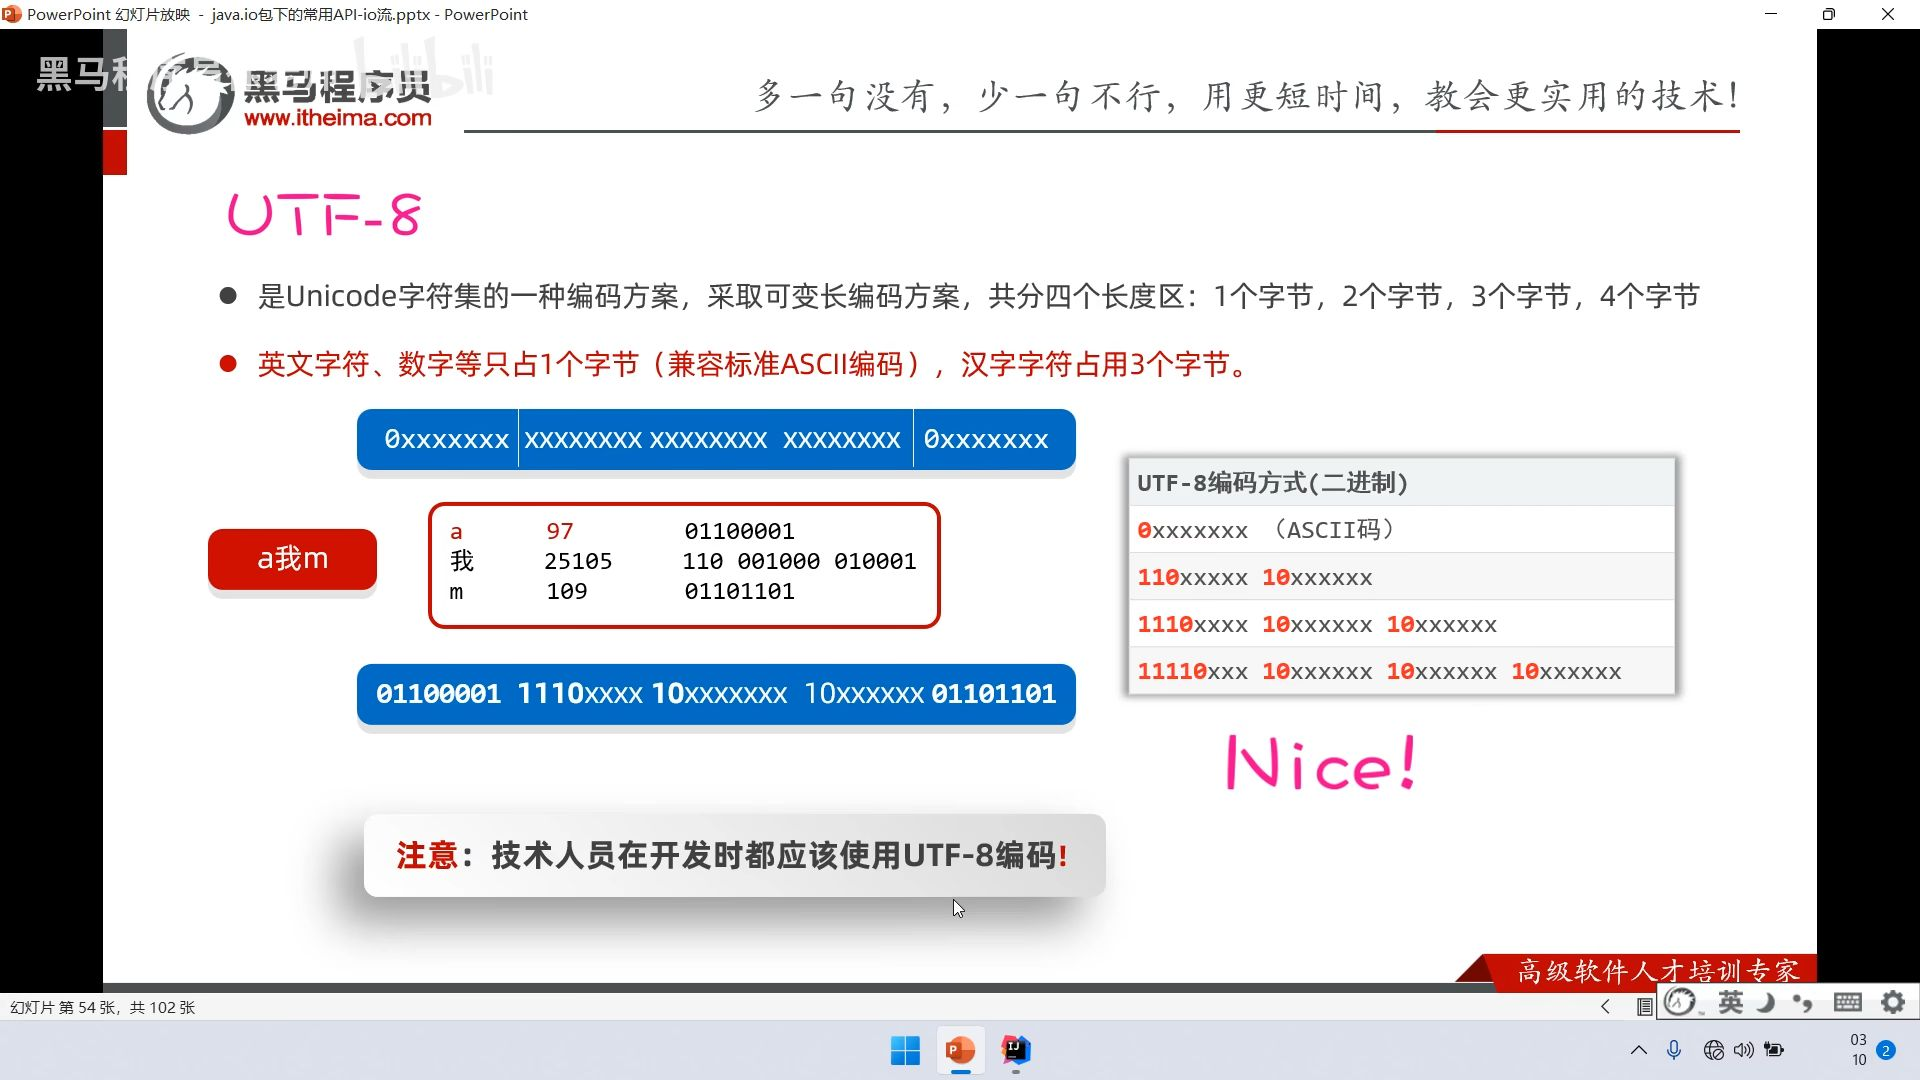 PowerPoint 幻灯片放映 - java.io包下的常用API-io流.pptx - PowerPoint
黑马程序员
bilibili
黑马程序员
www.itheima.com
多一句没有，少一句不行，用更短时间，教会更实用的技术！
UTF-8
是Unicode字符集的一种编码方案，采取可变长编码方案，共分四个长度区：1个字节，2个字节，3个字节，4个字节
英文字符、数字等只占1个字节（兼容标准ASCII编码），汉字字符占用3个字节。
0xxxxxxx xxxxxxxx xxxxxxxx xxxxxxxx 0xxxxxxx
a我m
a 97 01100001
我 25105 110 001000 010001
m 109 01101101
01100001 1110xxxx 10xxxxxxx 10xxxxxx 01101101
UTF-8编码方式(二进制)
0xxxxxxx （ASCII码）
110xxxxx 10xxxxxx
1110xxxx 10xxxxxx 10xxxxxx
11110xxx 10xxxxxx 10xxxxxx 10xxxxxx
Nice!
注意：技术人员在开发时都应该使用UTF-8编码!
高级软件人才培训专家
幻灯片 第 54 张，共 102 张
英
03
10
2